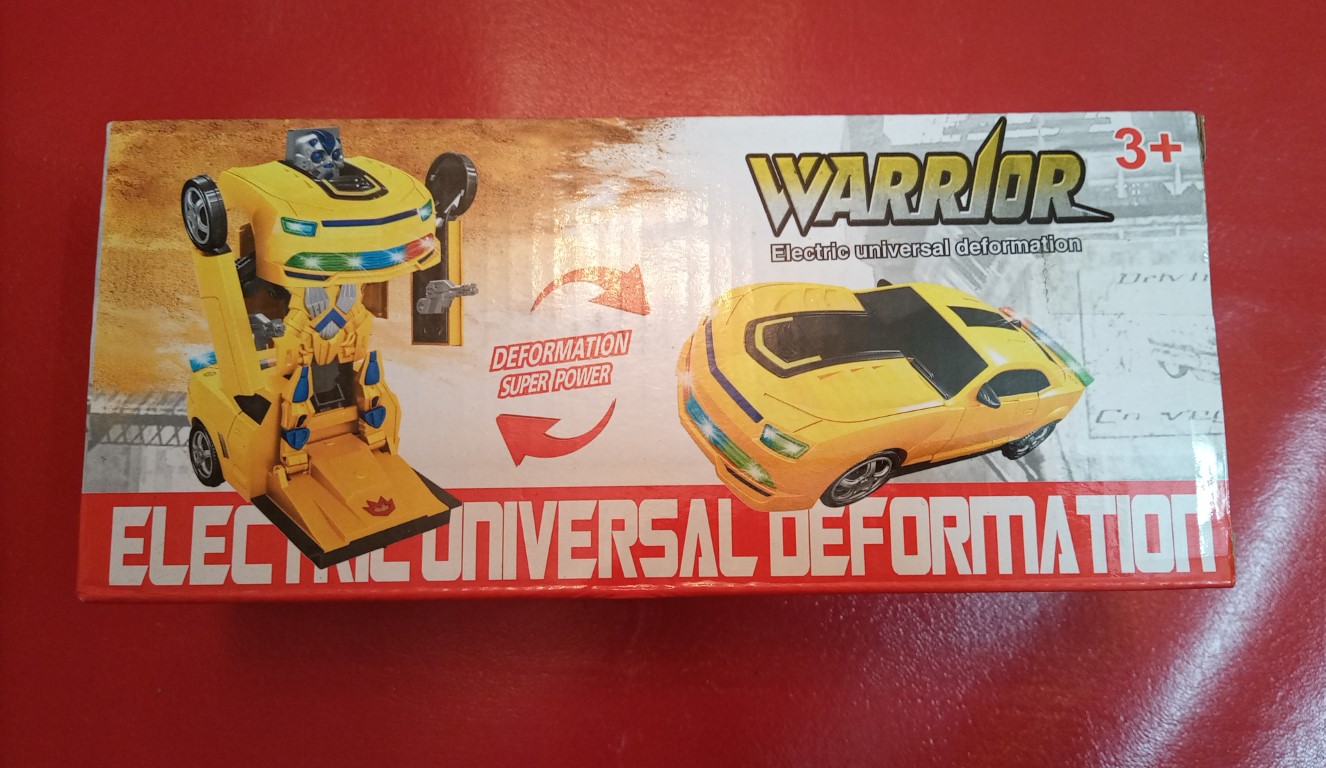 WARRIOR
3+
Electric universal deformation
DEFORMATION
SUPER POWER
ELECTRIC UNIVERSAL DEFORMATION